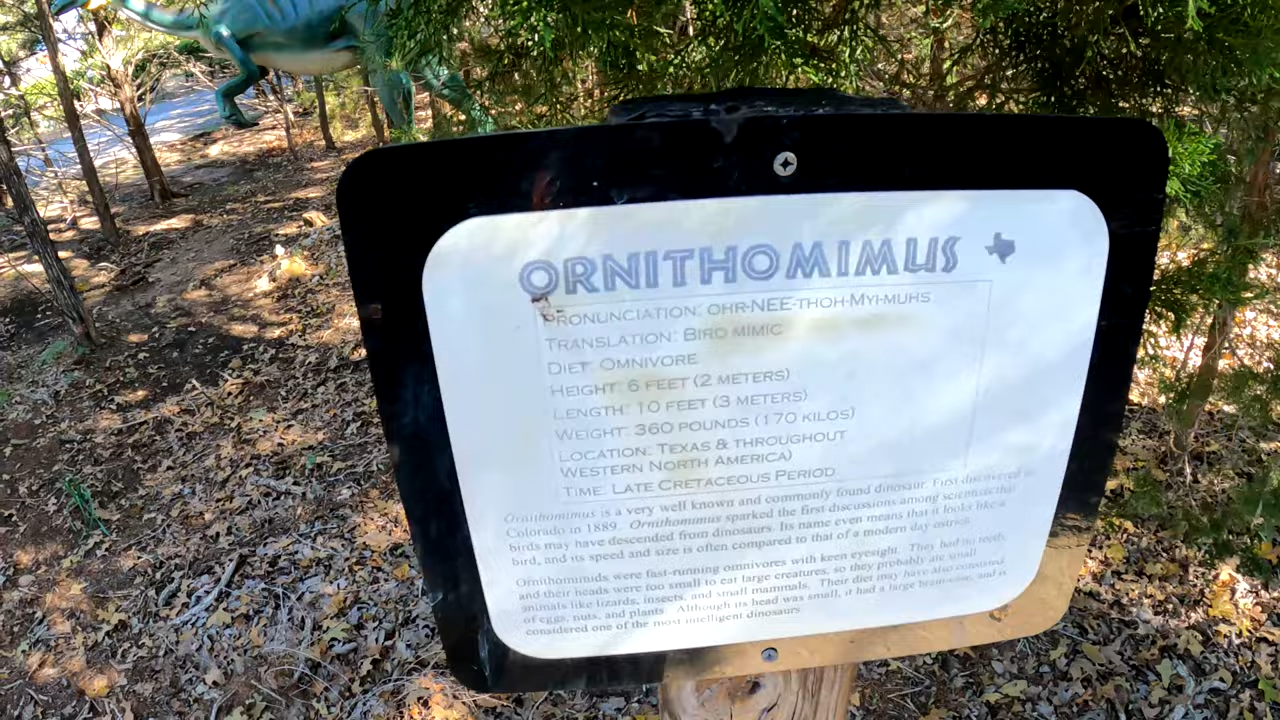 ORNITHOMIMUS
PRONUNCIATION: OHR-NEE-THOH-MYI-MUHS
TRANSLATION: BIRD MIMIC
DIET: OMNIVORE
HEIGHT: 6 FEET (2 METERS)
LENGTH: 10 FEET (3 METERS)
WEIGHT: 360 POUNDS (170 KILOS)
LOCATION: TEXAS & THROUGHOUT
WESTERN NORTH AMERICA)
TIME: LATE CRETACEOUS PERIOD
Ornithomimus is a very well known and commonly found dinosaur. First discovered in
Colorado in 1889. Ornithomimus sparked the first discussions among scientists that
birds may have descended from dinosaurs. Its name even means that it looks like a
bird, and its speed and size is often compared to that of a modern day ostrich.
Ornithomimids were fast-running omnivores with keen eyesight. They had no teeth,
and their heads were too small to eat large creatures, so they probably ate small
animals like lizards, insects, and small mammals. Their diet may have also consisted
of eggs, nuts, and plants. Although its head was small, it had a large brain-size, and is
considered one of the most intelligent dinosaurs.